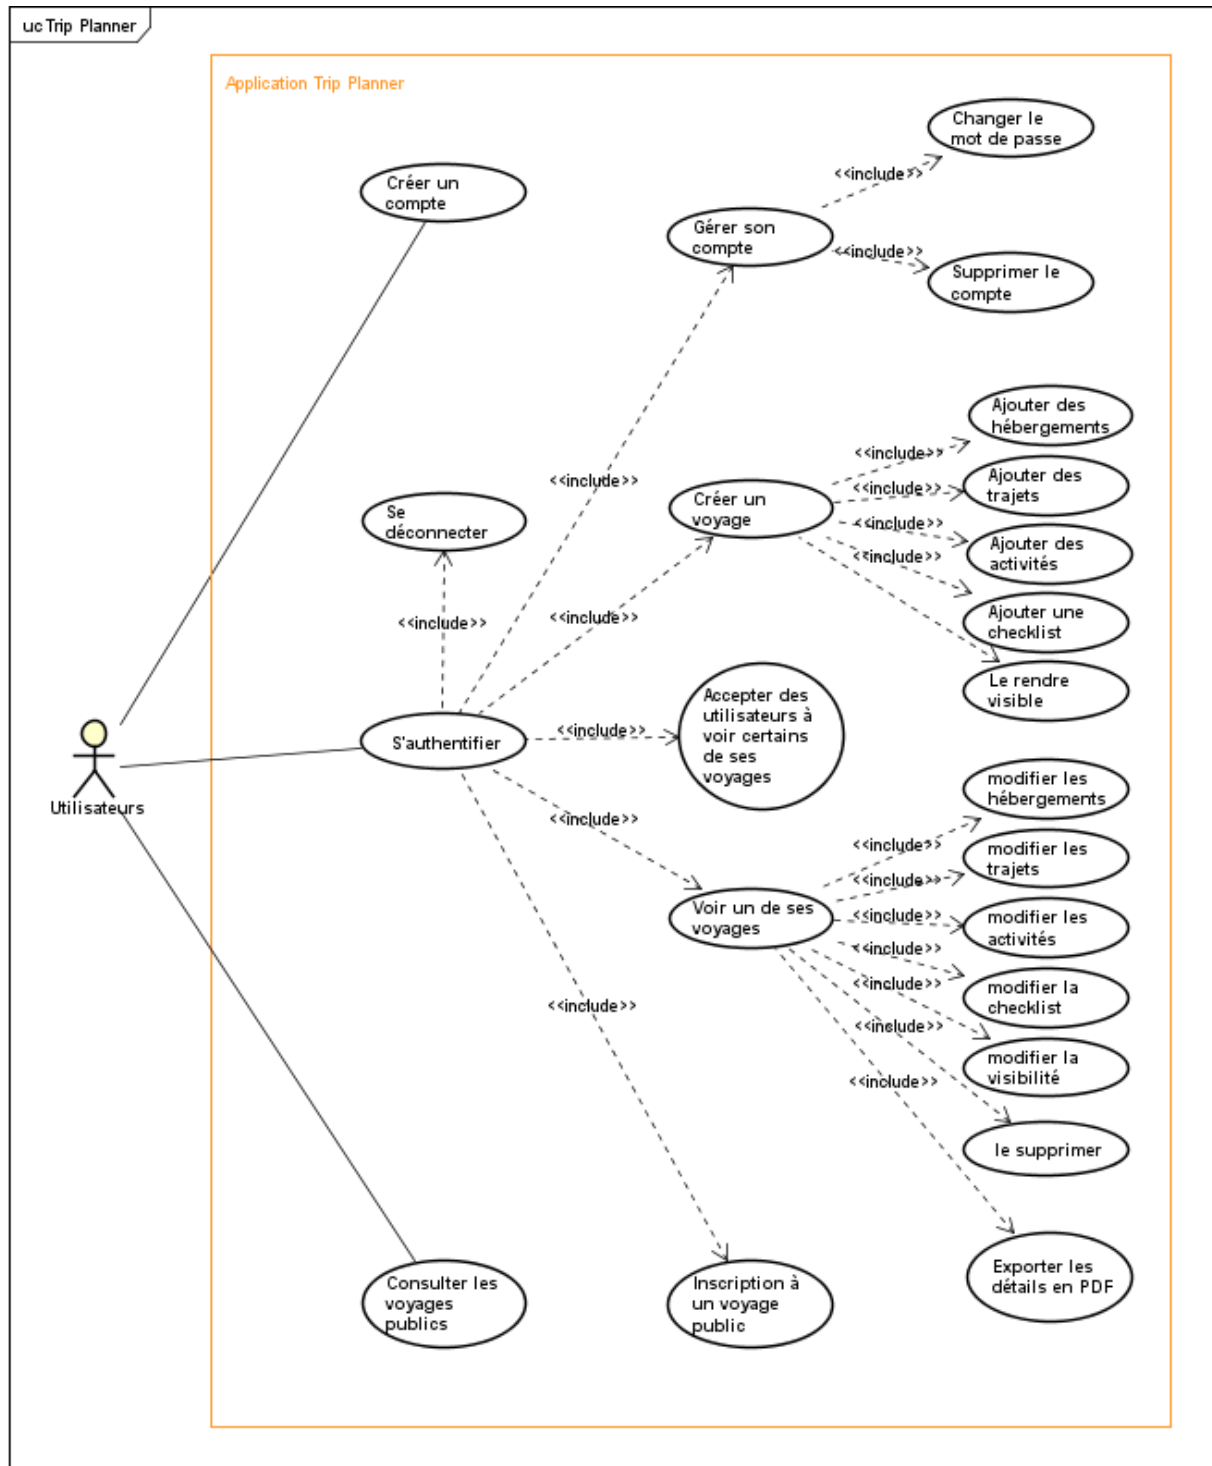 uc Trip Planner
Application Trip Planner
Changer le
mot de passe
<<include>>
Créer un
compte
Gérer son
compte
<<include>>
Supprimer le
compte
Ajouter des
hébergements
<<include>>
<<include>>
Ajouter des
trajets
<<include>>
Se
déconnecter
Créer un
voyage
<<include>>
Ajouter des
activités
<<include>>
<<include>>
<<include>>
Ajouter une
checklist
Le rendre
visible
Accepter des
utilisateurs à
voir certains
de ses
voyages
<<include>>
S'authentifier
Utilisateurs
modifier les
hébergements
<<include>>
<<include>>
modifier les
trajets
<<include>>
Voir un de ses
voyages
<<include>>
modifier les
activités
<<include>>
<<include>>
modifier la
checklist
<<include>>
<<include>>
modifier la
visibilité
<<include>>
le supprimer
Exporter les
détails en PDF
Consulter les
voyages
publics
Inscription à
un voyage
public